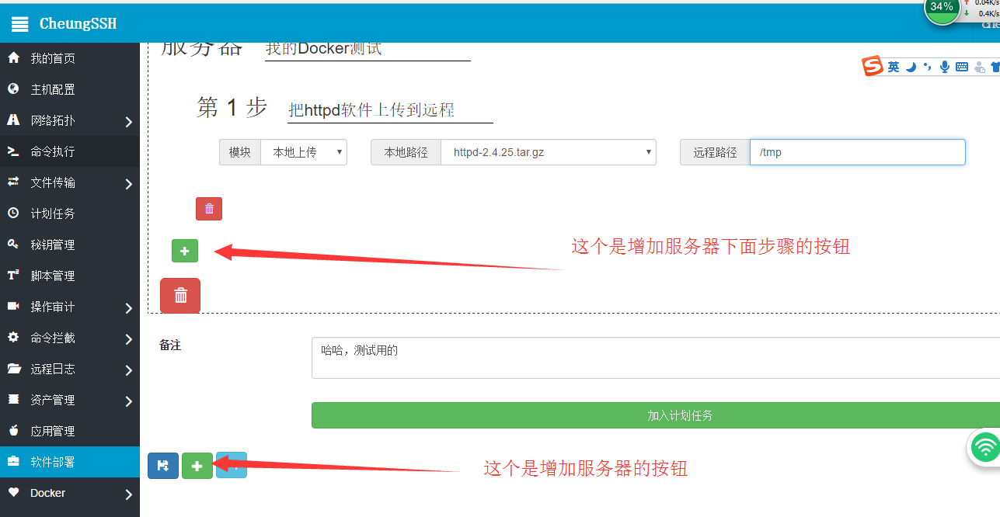 34%
0.04K/s
0.4K/s
CheungSSH
英
我的首页
主机配置
网络拓扑
命令执行
文件传输
计划任务
秘钥管理
脚本管理
操作审计
命令拦截
远程日志
资产管理
应用管理
软件部署
Docker
服务器 我的Docker测试
第 1 步 把httpd软件上传到远程
模块 本地上传 本地路径 httpd-2.4.25.tar.gz 远程路径 /tmp
这个是增加服务器下面步骤的按钮
备注 哈哈，测试用的
加入计划任务
这个是增加服务器的按钮